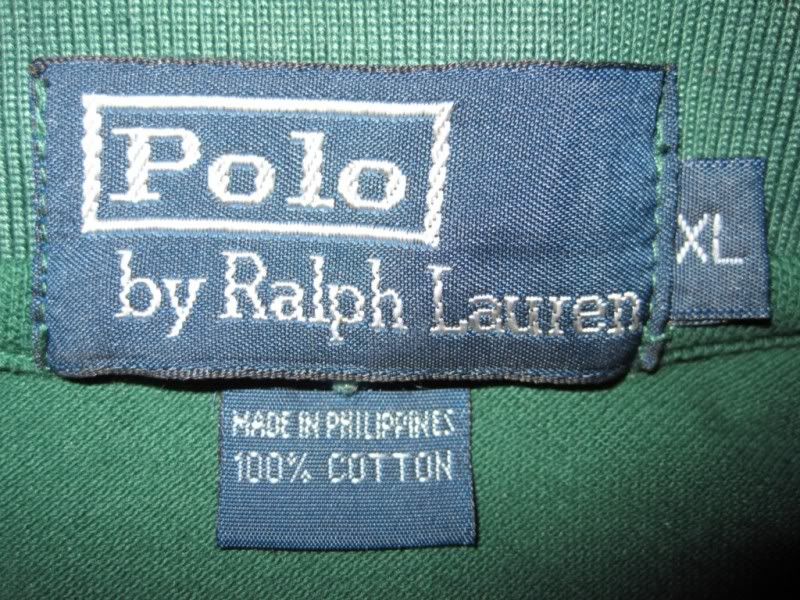 Polo
by Ralph Lauren
XL
MADE IN PHILIPPINES
100% COTTON